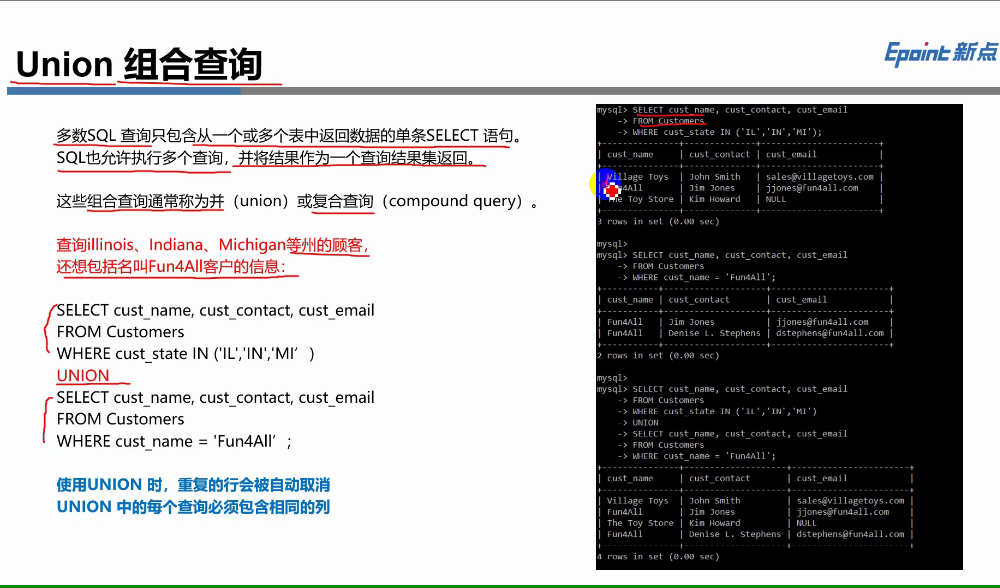 Union 组合查询
Epoint 新点
多数SQL 查询只包含从一个或多个表中返回数据的单条SELECT 语句。
SQL也允许执行多个查询，并将结果作为一个查询结果集返回。
这些组合查询通常称为并（union）或复合查询（compound query）。
查询illinois、Indiana、Michigan等州的顾客，
还想包括名叫Fun4All客户的信息：
SELECT cust_name, cust_contact, cust_email
FROM Customers
WHERE cust_state IN ('IL','IN','MI’)
UNION
SELECT cust_name, cust_contact, cust_email
FROM Customers
WHERE cust_name = 'Fun4All’;
使用UNION 时，重复的行会被自动取消
UNION 中的每个查询必须包含相同的列
mysql> SELECT cust_name, cust_contact, cust_email
-> FROM Customers
-> WHERE cust_state IN ('IL','IN','MI');
| cust_name | cust_contact | cust_email |
| Village Toys | John Smith | sales@villagetoys.com |
| Fun4All | Jim Jones | jjones@fun4all.com |
| The Toy Store | Kim Howard | NULL |
3 rows in set (0.00 sec)
mysql>
mysql> SELECT cust_name, cust_contact, cust_email
-> FROM Customers
-> WHERE cust_name = 'Fun4All';
| cust_name | cust_contact | cust_email |
| Fun4All | Jim Jones | jjones@fun4all.com |
| Fun4All | Denise L. Stephens | dstephens@fun4all.com |
2 rows in set (0.00 sec)
mysql>
mysql> SELECT cust_name, cust_contact, cust_email
-> FROM Customers
-> WHERE cust_state IN ('IL','IN','MI')
-> UNION
-> SELECT cust_name, cust_contact, cust_email
-> FROM Customers
-> WHERE cust_name = 'Fun4All';
| cust_name | cust_contact | cust_email |
| Village Toys | John Smith | sales@villagetoys.com |
| Fun4All | Jim Jones | jjones@fun4all.com |
| The Toy Store | Kim Howard | NULL |
| Fun4All | Denise L. Stephens | dstephens@fun4all.com |
4 rows in set (0.00 sec)